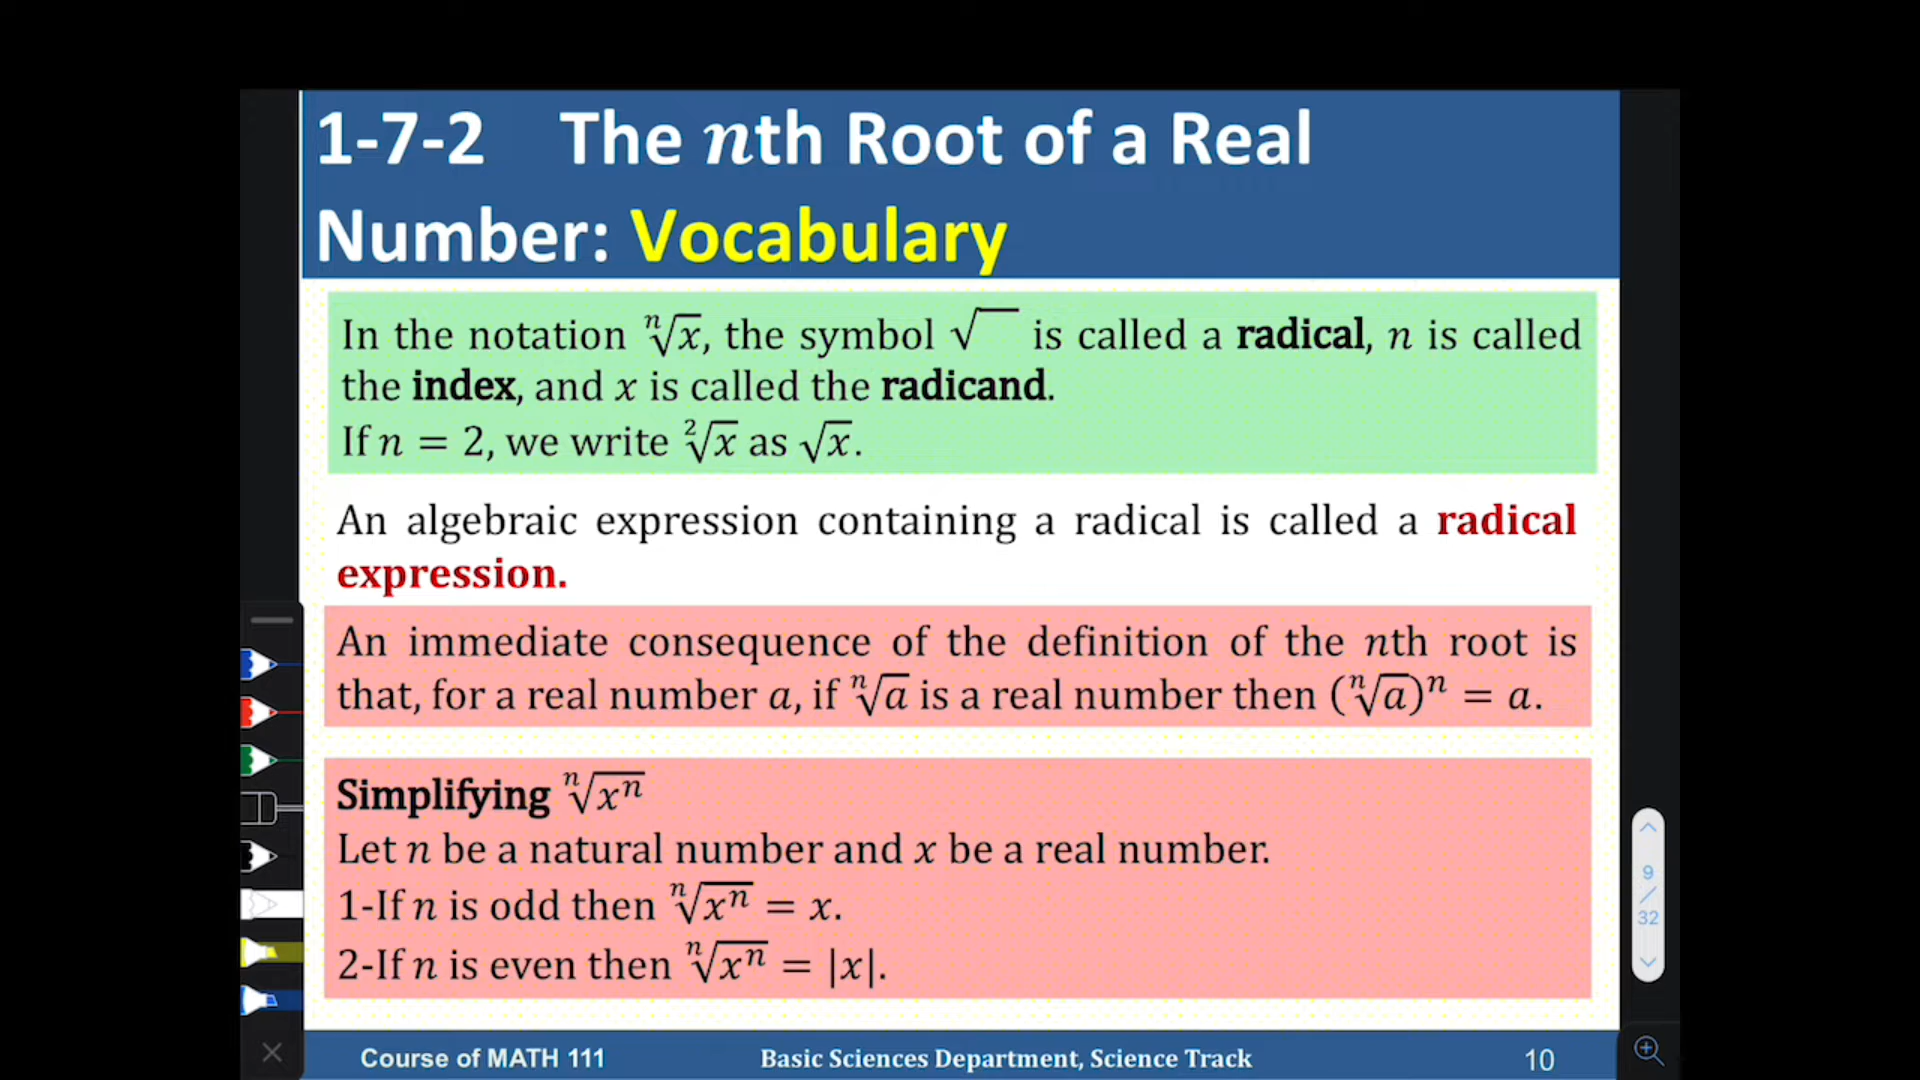 1-7-2 The nth Root of a Real
Number: Vocabulary
In the notation ⁿ√x, the symbol √ is called a radical, n is called
the index, and x is called the radicand.
If n = 2, we write ²√x as √x.
An algebraic expression containing a radical is called a radical
expression.
An immediate consequence of the definition of the nth root is
that, for a real number a, if ⁿ√a is a real number then (ⁿ√a)ⁿ = a.
Simplifying ⁿ√xⁿ
Let n be a natural number and x be a real number.
1-If n is odd then ⁿ√xⁿ = x.
2-If n is even then ⁿ√xⁿ = |x|.
9
/
32
Course of MATH 111 Basic Sciences Department, Science Track 10